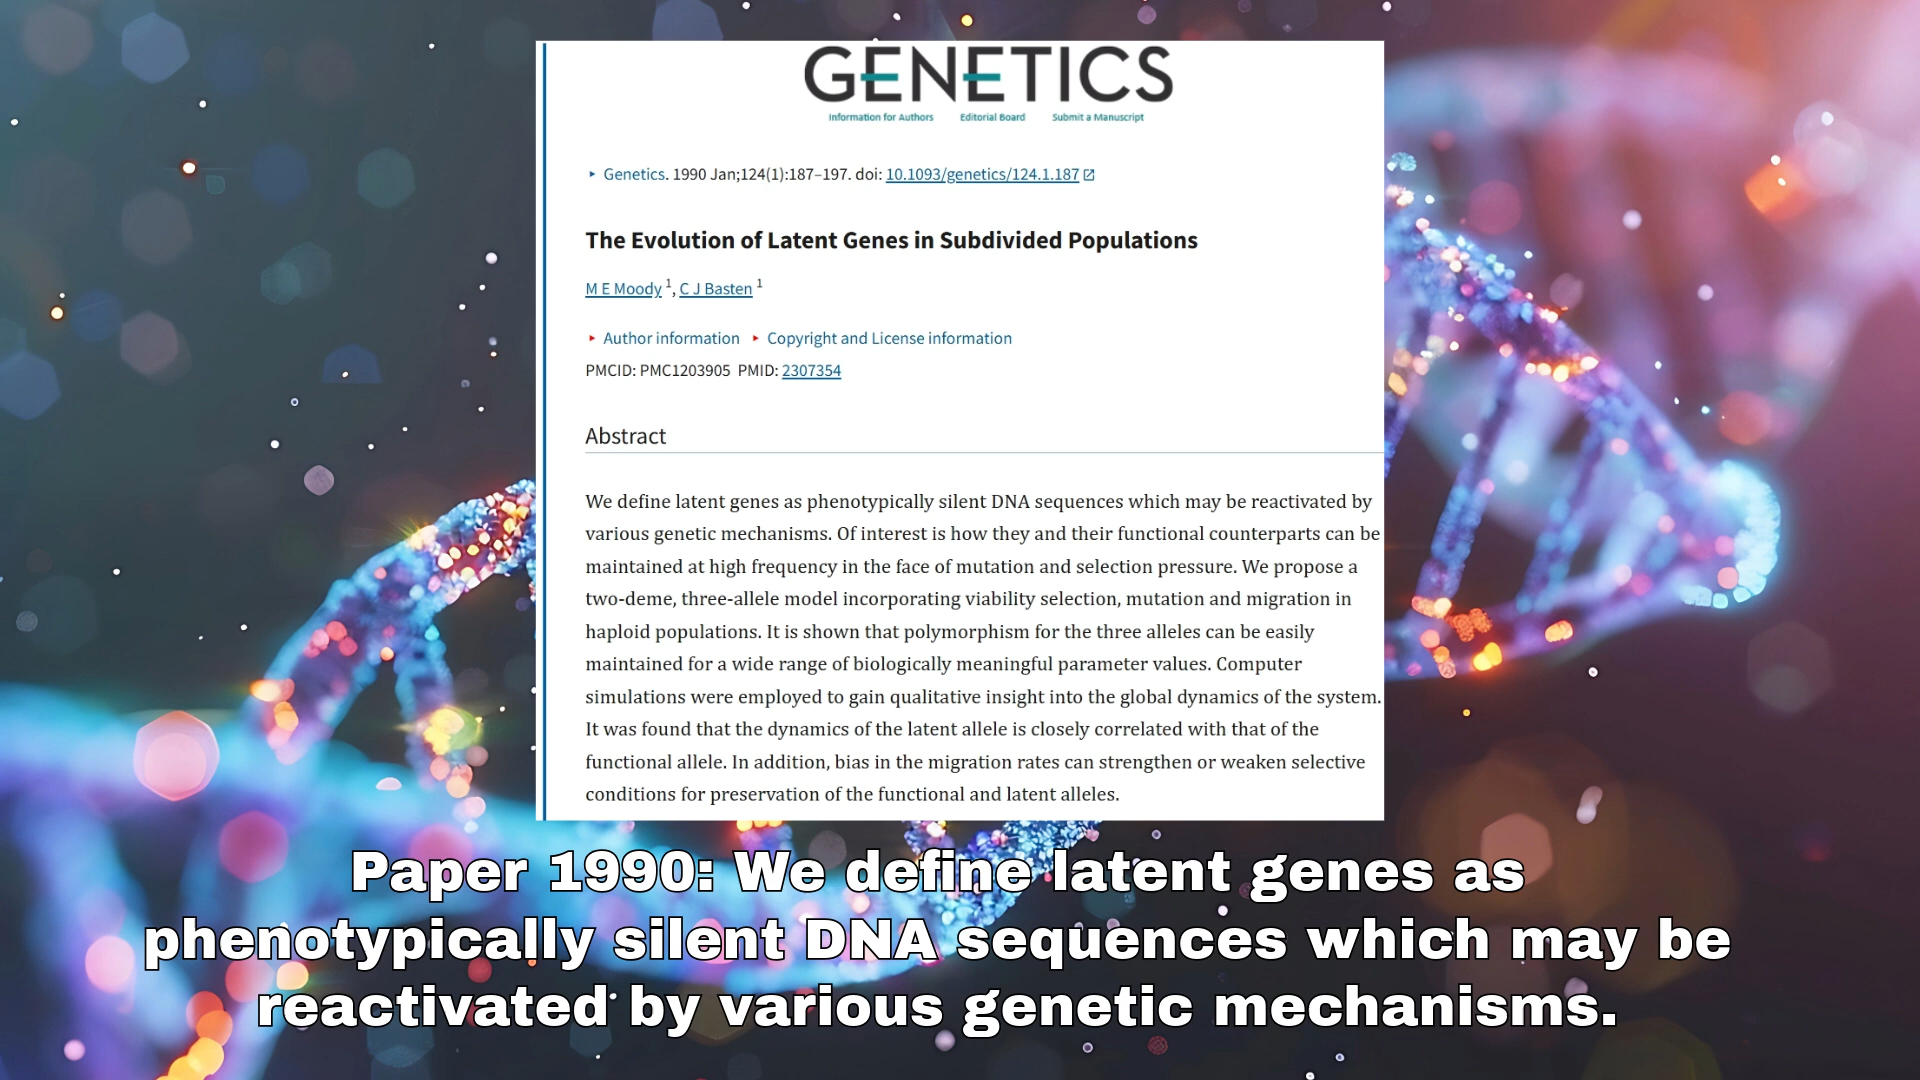 GENETICS
Information for Authors Editorial Board Submit a Manuscript
‣ Genetics. 1990 Jan;124(1):187–197. doi: 10.1093/genetics/124.1.187
The Evolution of Latent Genes in Subdivided Populations
M E Moody 1, C J Basten 1
‣ Author information ‣ Copyright and License information
PMCID: PMC1203905 PMID: 2307354
Abstract
We define latent genes as phenotypically silent DNA sequences which may be reactivated by
various genetic mechanisms. Of interest is how they and their functional counterparts can be
maintained at high frequency in the face of mutation and selection pressure. We propose a
two-deme, three-allele model incorporating viability selection, mutation and migration in
haploid populations. It is shown that polymorphism for the three alleles can be easily
maintained for a wide range of biologically meaningful parameter values. Computer
simulations were employed to gain qualitative insight into the global dynamics of the system.
It was found that the dynamics of the latent allele is closely correlated with that of the
functional allele. In addition, bias in the migration rates can strengthen or weaken selective
conditions for preservation of the functional and latent alleles.
Paper 1990: We define latent genes as
phenotypically silent DNA sequences which may be
reactivated by various genetic mechanisms.